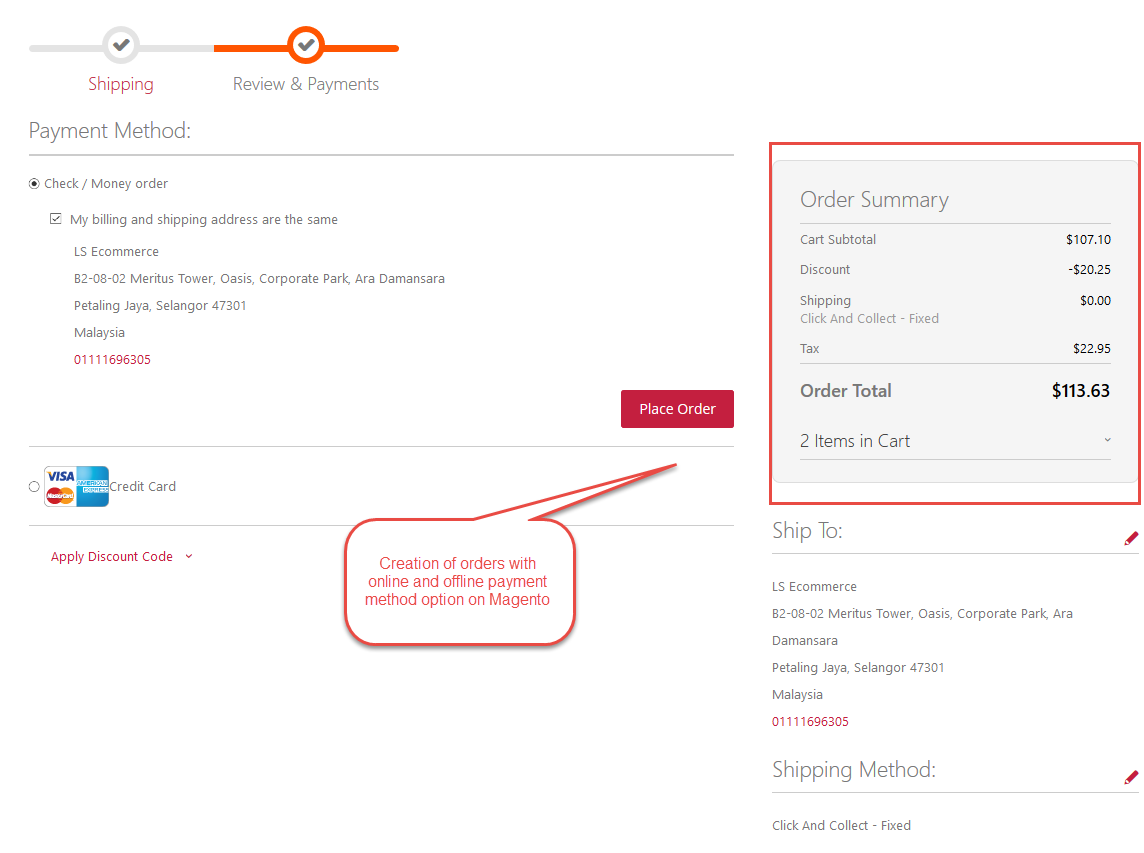 Shipping
Review & Payments
Payment Method:
Check / Money order
My billing and shipping address are the same
LS Ecommerce
B2-08-02 Meritus Tower, Oasis, Corporate Park, Ara Damansara
Petaling Jaya, Selangor 47301
Malaysia
01111696305
Place Order
VISA
MasterCard
AMERICAN
EXPRESS
Credit Card
Apply Discount Code
Creation of orders with
online and offline payment
method option on Magento
Order Summary
Cart Subtotal $107.10
Discount -$20.25
Shipping $0.00
Click And Collect - Fixed
Tax $22.95
Order Total $113.63
2 Items in Cart
Ship To:
LS Ecommerce
B2-08-02 Meritus Tower, Oasis, Corporate Park, Ara
Damansara
Petaling Jaya, Selangor 47301
Malaysia
01111696305
Shipping Method:
Click And Collect - Fixed